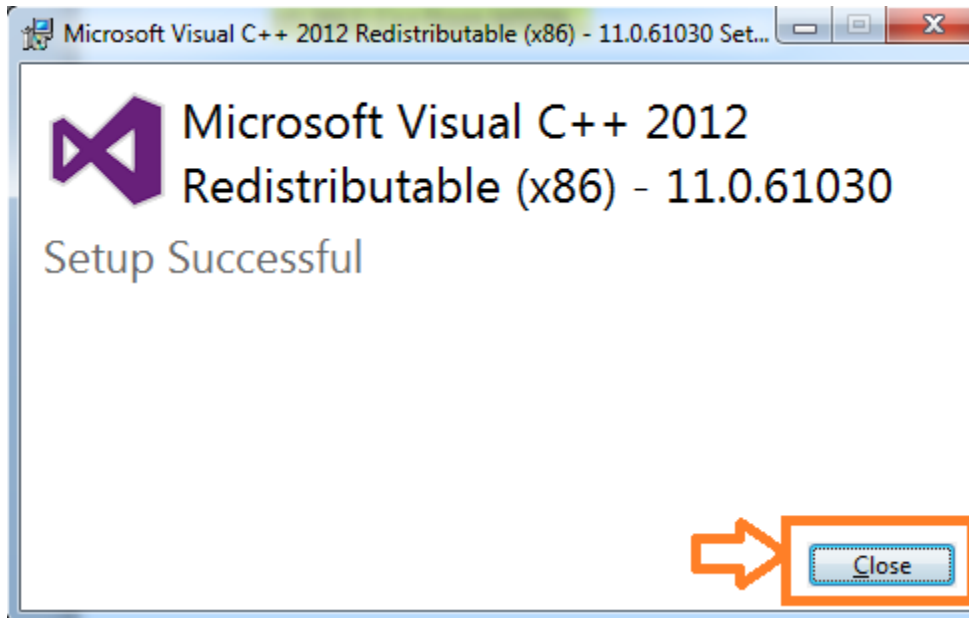 Microsoft Visual C++ 2012 Redistributable (x86) - 11.0.61030 Set...
Microsoft Visual C++ 2012
Redistributable (x86) - 11.0.61030
Setup Successful
Close